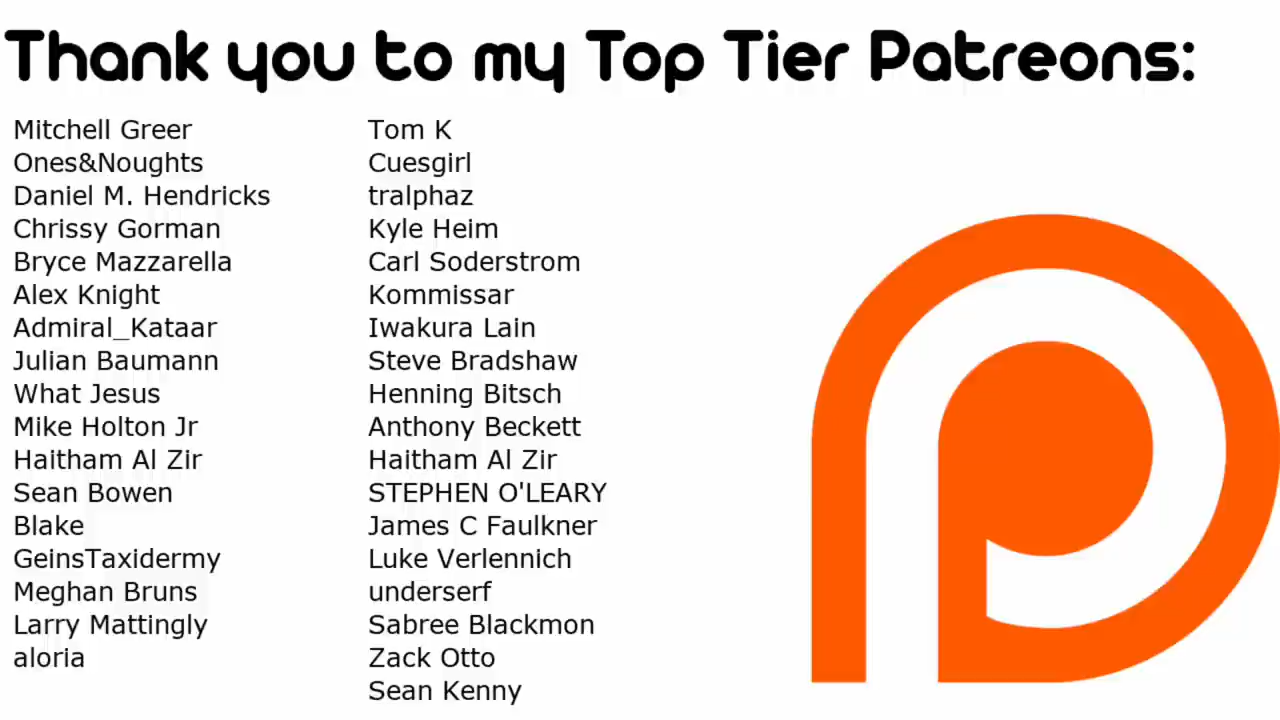 Thank you to my Top Tier Patreons:
Mitchell Greer
Ones&Noughts
Daniel M. Hendricks
Chrissy Gorman
Bryce Mazzarella
Alex Knight
Admiral_Kataar
Julian Baumann
What Jesus
Mike Holton Jr
Haitham Al Zir
Sean Bowen
Blake
GeinsTaxidermy
Meghan Bruns
Larry Mattingly
aloria
Tom K
Cuesgirl
tralphaz
Kyle Heim
Carl Soderstrom
Kommissar
Iwakura Lain
Steve Bradshaw
Henning Bitsch
Anthony Beckett
Haitham Al Zir
STEPHEN O'LEARY
James C Faulkner
Luke Verlennich
underserf
Sabree Blackmon
Zack Otto
Sean Kenny